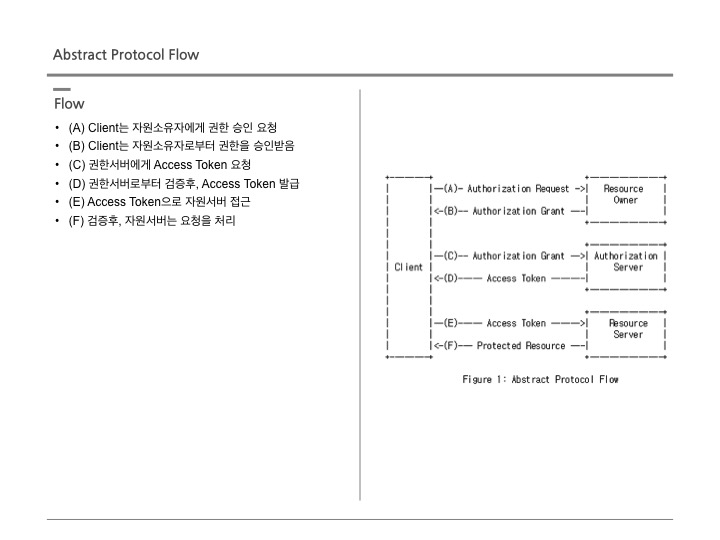 Abstract Protocol Flow
Flow
• (A) Client는 자원소유자에게 권한 승인 요청
• (B) Client는 자원소유자로부터 권한을 승인받음
• (C) 권한서버에게 Access Token 요청
• (D) 권한서버로부터 검증후, Access Token 발급
• (E) Access Token으로 자원서버 접근
• (F) 검증후, 자원서버는 요청을 처리
(A)- Authorization Request ->
Resource
Owner
<-(B)-- Authorization Grant
Client
(C)-- Authorization Grant
Authorization
Server
<-(D)-- Access Token
(E)-- Access Token
Resource
Server
<-(F)-- Protected Resource
Figure 1: Abstract Protocol Flow